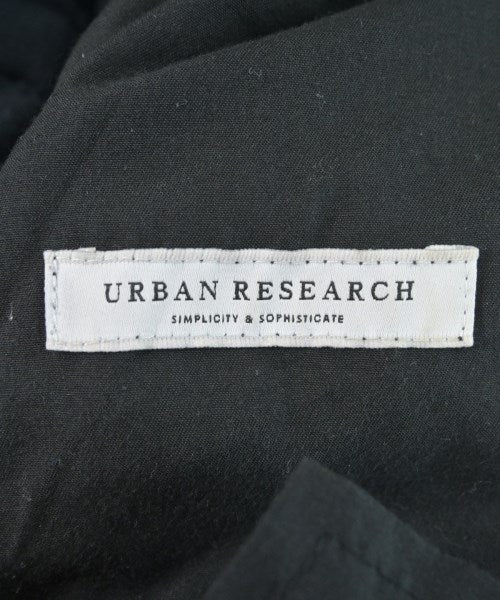 URBAN RESEARCH
SIMPLICITY & SOPHISTICATE